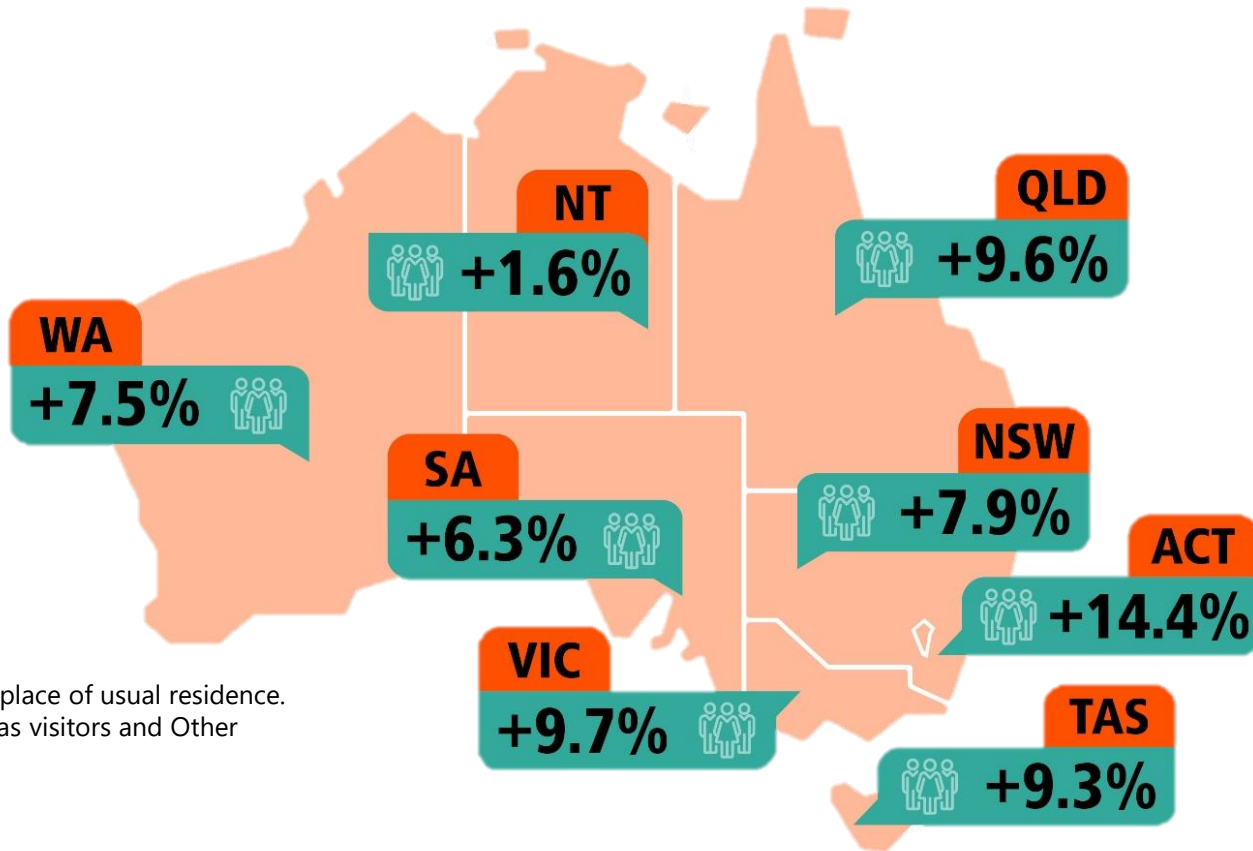 NT
+1.6%
QLD
+9.6%
WA
+7.5%
SA
+6.3%
NSW
+7.9%
ACT
+14.4%
VIC
+9.7%
TAS
+9.3%
place of usual residence.
as visitors and Other